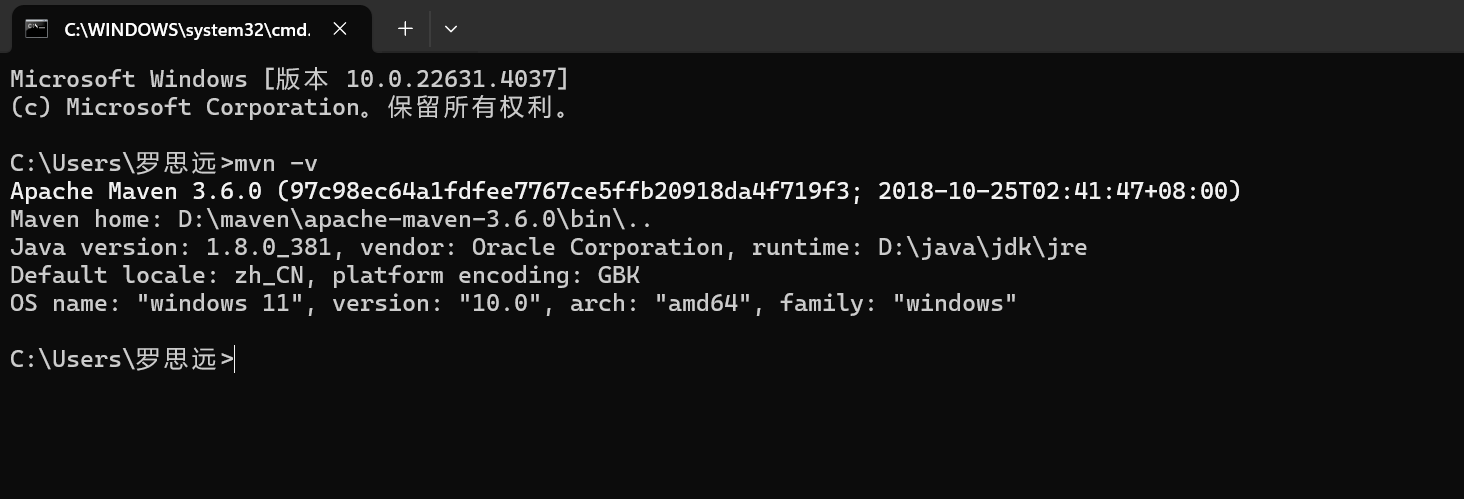 C:\WINDOWS\system32\cmd.
Microsoft Windows [版本 10.0.22631.4037]
(c) Microsoft Corporation。保留所有权利。
C:\Users\罗思远>mvn -v
Apache Maven 3.6.0 (97c98ec64a1fdfee7767ce5ffb20918da4f719f3; 2018-10-25T02:41:47+08:00)
Maven home: D:\maven\apache-maven-3.6.0\bin\..
Java version: 1.8.0_381, vendor: Oracle Corporation, runtime: D:\java\jdk\jre
Default locale: zh_CN, platform encoding: GBK
OS name: "windows 11", version: "10.0", arch: "amd64", family: "windows"
C:\Users\罗思远>